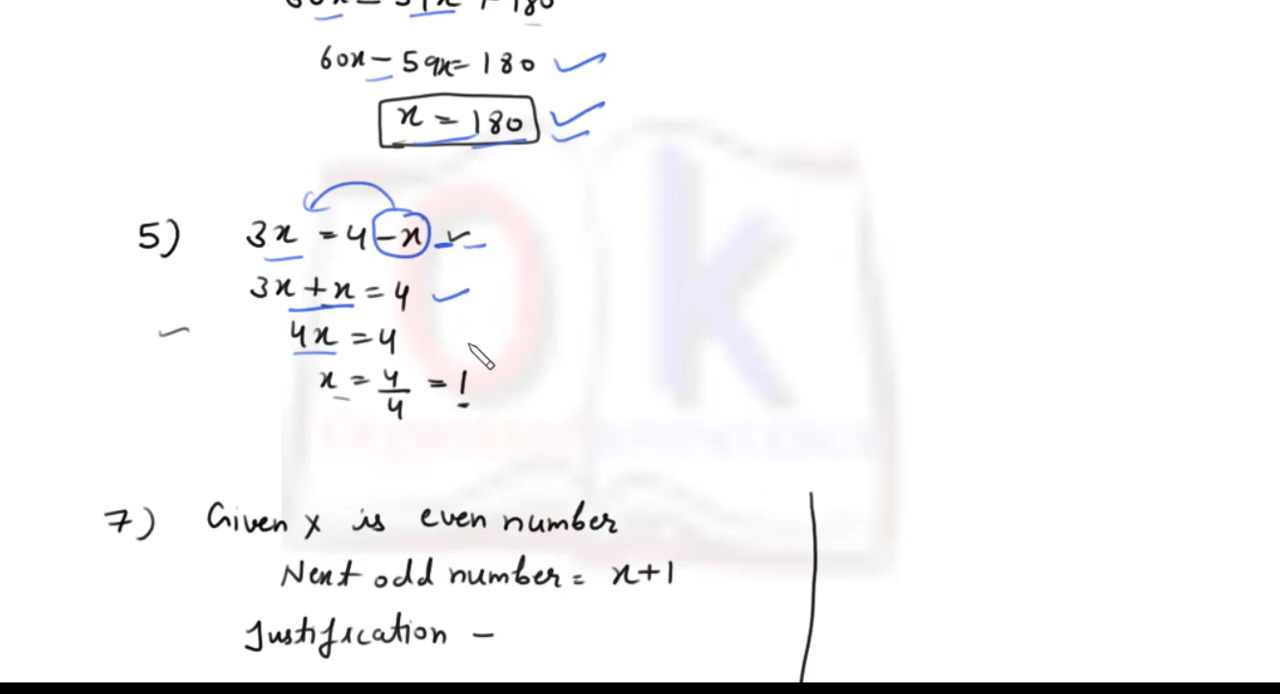 60x - 59x = 180
x = 180
5) 3x = 4 - x
3x + x = 4
4x = 4
x = 4/4 = 1
7) Given x is even number
Next odd number = x+1
Justification -